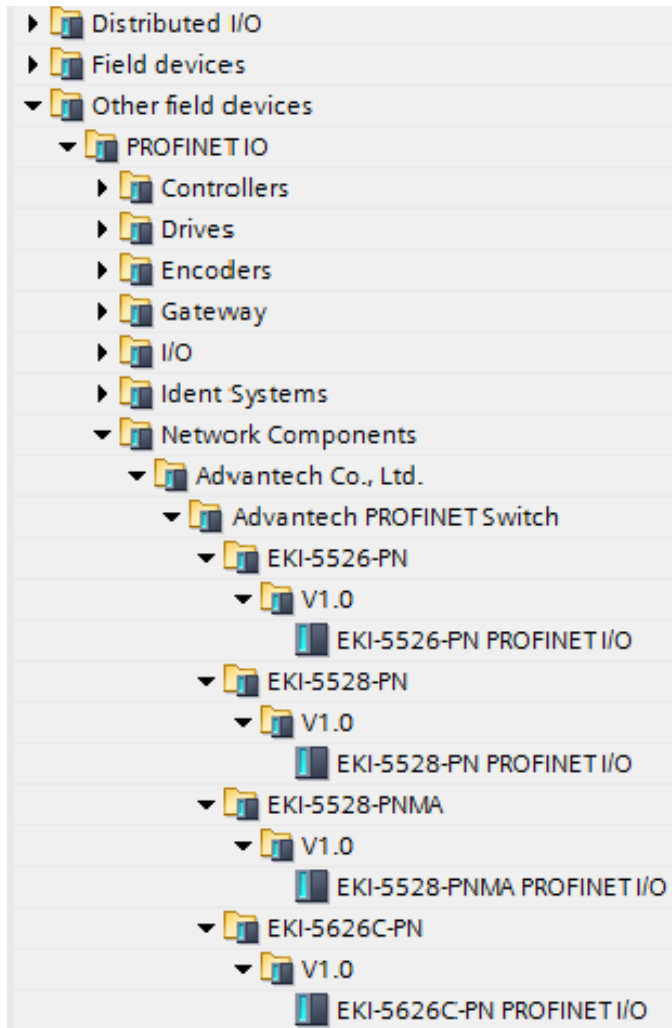 Distributed I/O
Field devices
Other field devices
PROFINET IO
Controllers
Drives
Encoders
Gateway
I/O
Ident Systems
Network Components
Advantech Co., Ltd.
Advantech PROFINET Switch
EKI-5526-PN
V1.0
EKI-5526-PN PROFINET I/O
EKI-5528-PN
V1.0
EKI-5528-PN PROFINET I/O
EKI-5528-PNMA
V1.0
EKI-5528-PNMA PROFINET I/O
EKI-5626C-PN
V1.0
EKI-5626C-PN PROFINET I/O